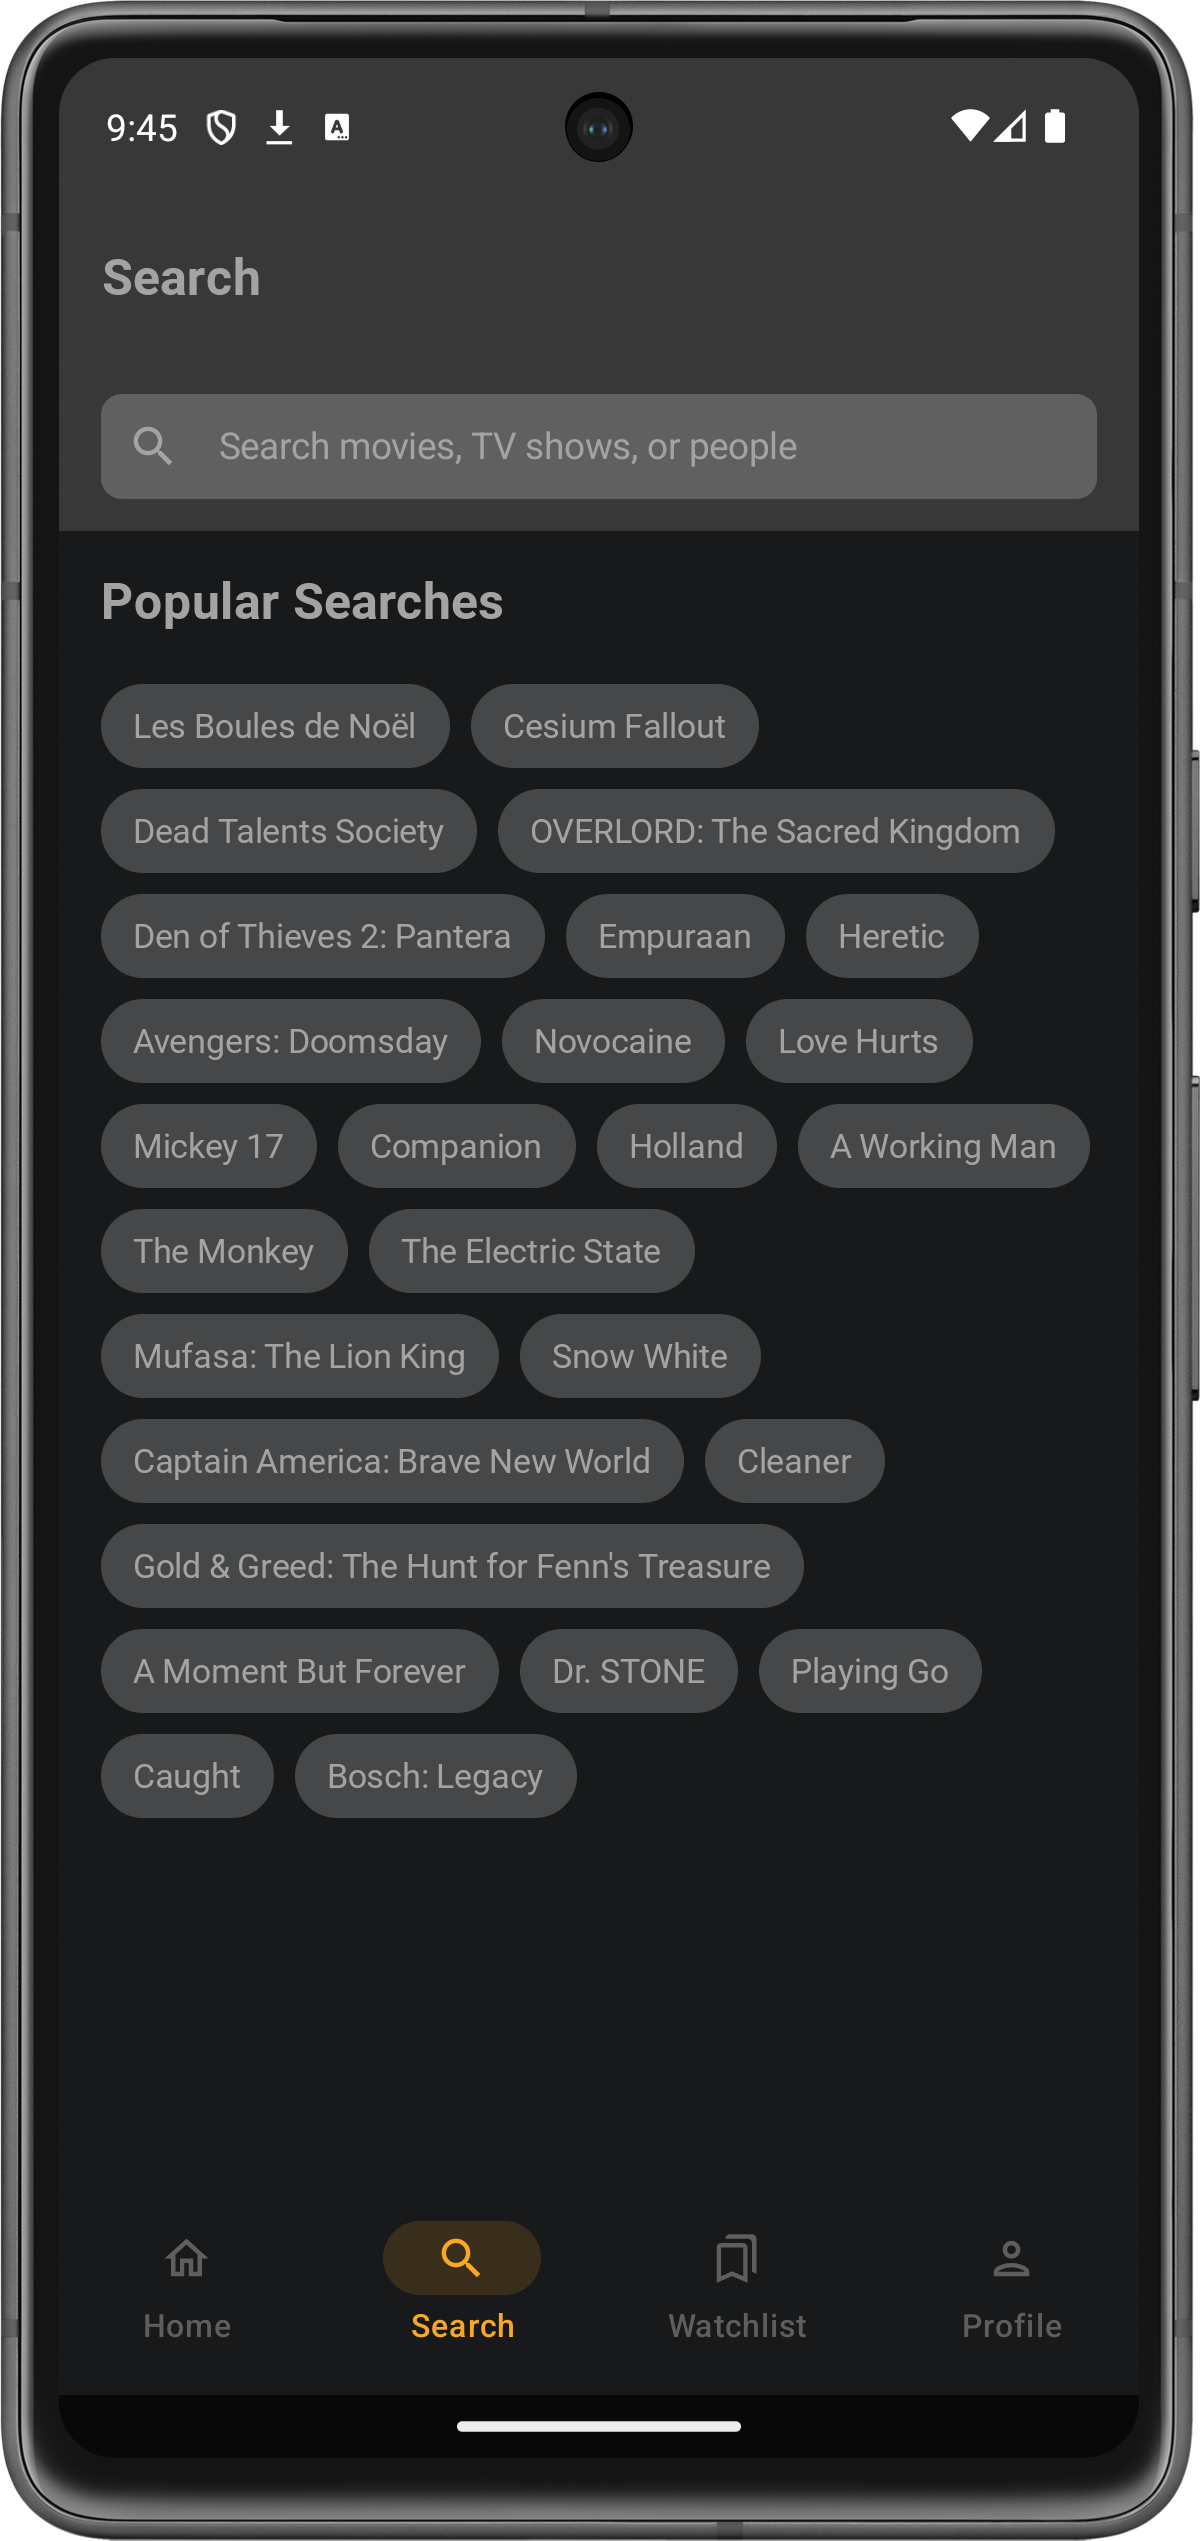 9:45
Search
Search movies, TV shows, or people
Popular Searches
Les Boules de Noël Cesium Fallout
Dead Talents Society OVERLORD: The Sacred Kingdom
Den of Thieves 2: Pantera Empuraan Heretic
Avengers: Doomsday Novocaine Love Hurts
Mickey 17 Companion Holland A Working Man
The Monkey The Electric State
Mufasa: The Lion King Snow White
Captain America: Brave New World Cleaner
Gold & Greed: The Hunt for Fenn's Treasure
A Moment But Forever Dr. STONE Playing Go
Caught Bosch: Legacy
Home Search Watchlist Profile